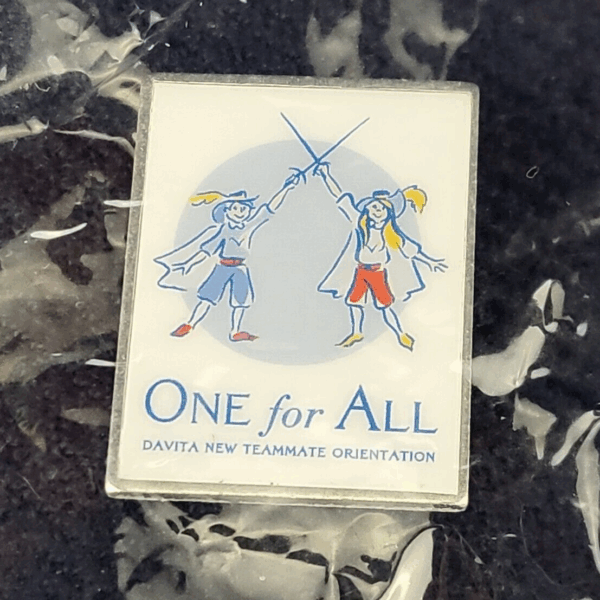 ONE for ALL
DAVITA NEW TEAMMATE ORIENTATION